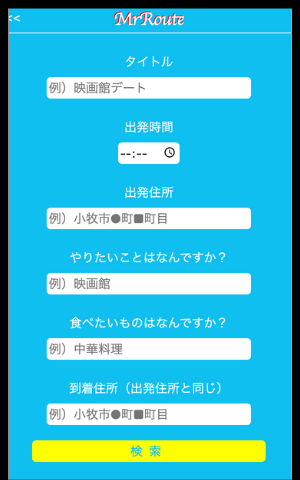 <<
MrRoute
タイトル
例）映画館デート
出発時間
--:--
出発住所
例）小牧市●町■町目
やりたいことはなんですか？
例）映画館
食べたいものはなんですか？
例）中華料理
到着住所（出発住所と同じ）
例）小牧市●町■町目
検 索